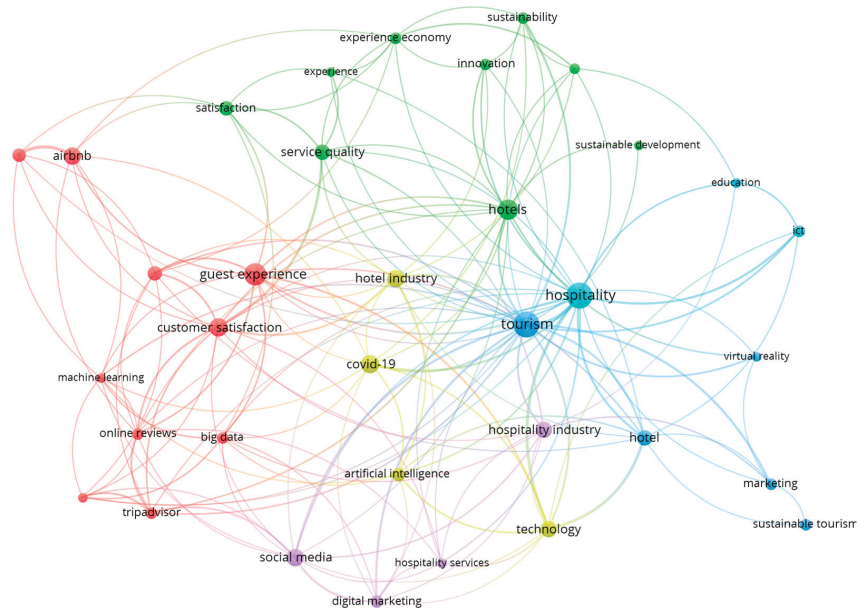 sustainability
experience economy
innovation
experience
satisfaction
sustainable development
service quality
airbnb
education
hotels
ict
guest experience
hotel industry
hospitality
tourism
customer satisfaction
virtual reality
covid-19
machine learning
hospitality industry
online reviews
big data
hotel
artificial intelligence
marketing
tripadvisor
sustainable tourism
technology
social media
hospitality services
digital marketing